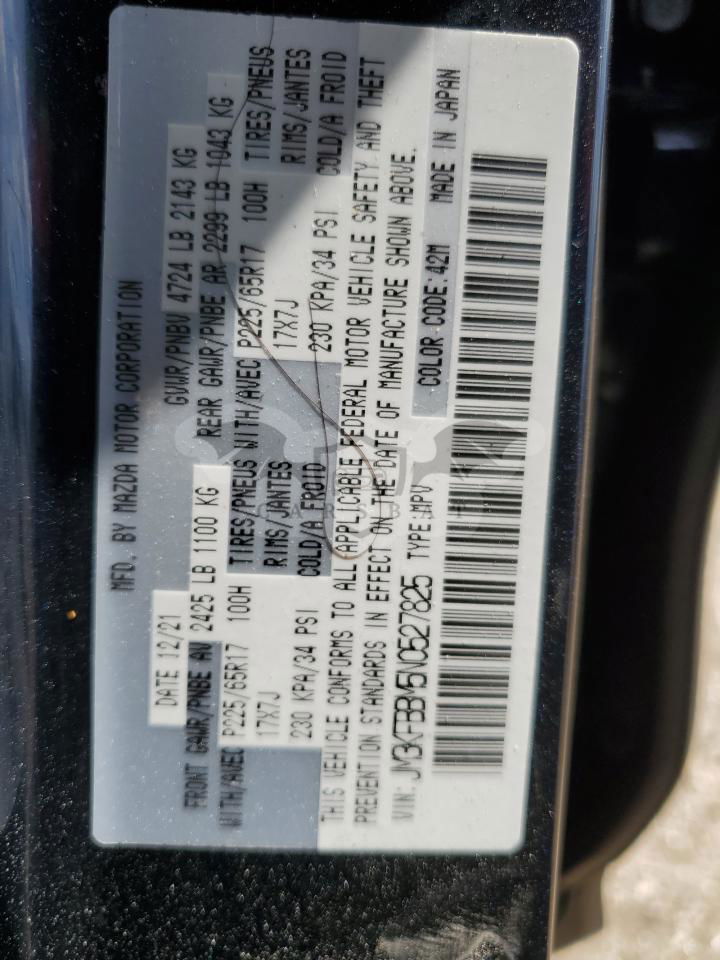 MFD. BY MAZDA MOTOR CORPORATION
DATE 12/21 GVWR/PNBV 4724 LB 2143 KG
FRONT GAWR/PNBE AV 2425 LB 1100 KG REAR GAWR/PNBE AR 2299 LB 1043 KG
WITH/AVEC P225/65R17 100H TIRES/PNEUS WITH/AVEC P225/65R17 100H TIRES/PNEUS
17X7J RIMS/JANTES 17X7J RIMS/JANTES
230 KPA/34 PSI COLD/A FROID 230 KPA/34 PSI COLD/A FROID
THIS VEHICLE CONFORMS TO ALL APPLICABLE FEDERAL MOTOR VEHICLE SAFETY AND THEFT
PREVENTION STANDARDS IN EFFECT ON THE DATE OF MANUFACTURE SHOWN ABOVE.
VIN: JM3KFBBM5N0527825 TYPE:MPV COLOR CODE:42M MADE IN JAPAN
CARSBAT